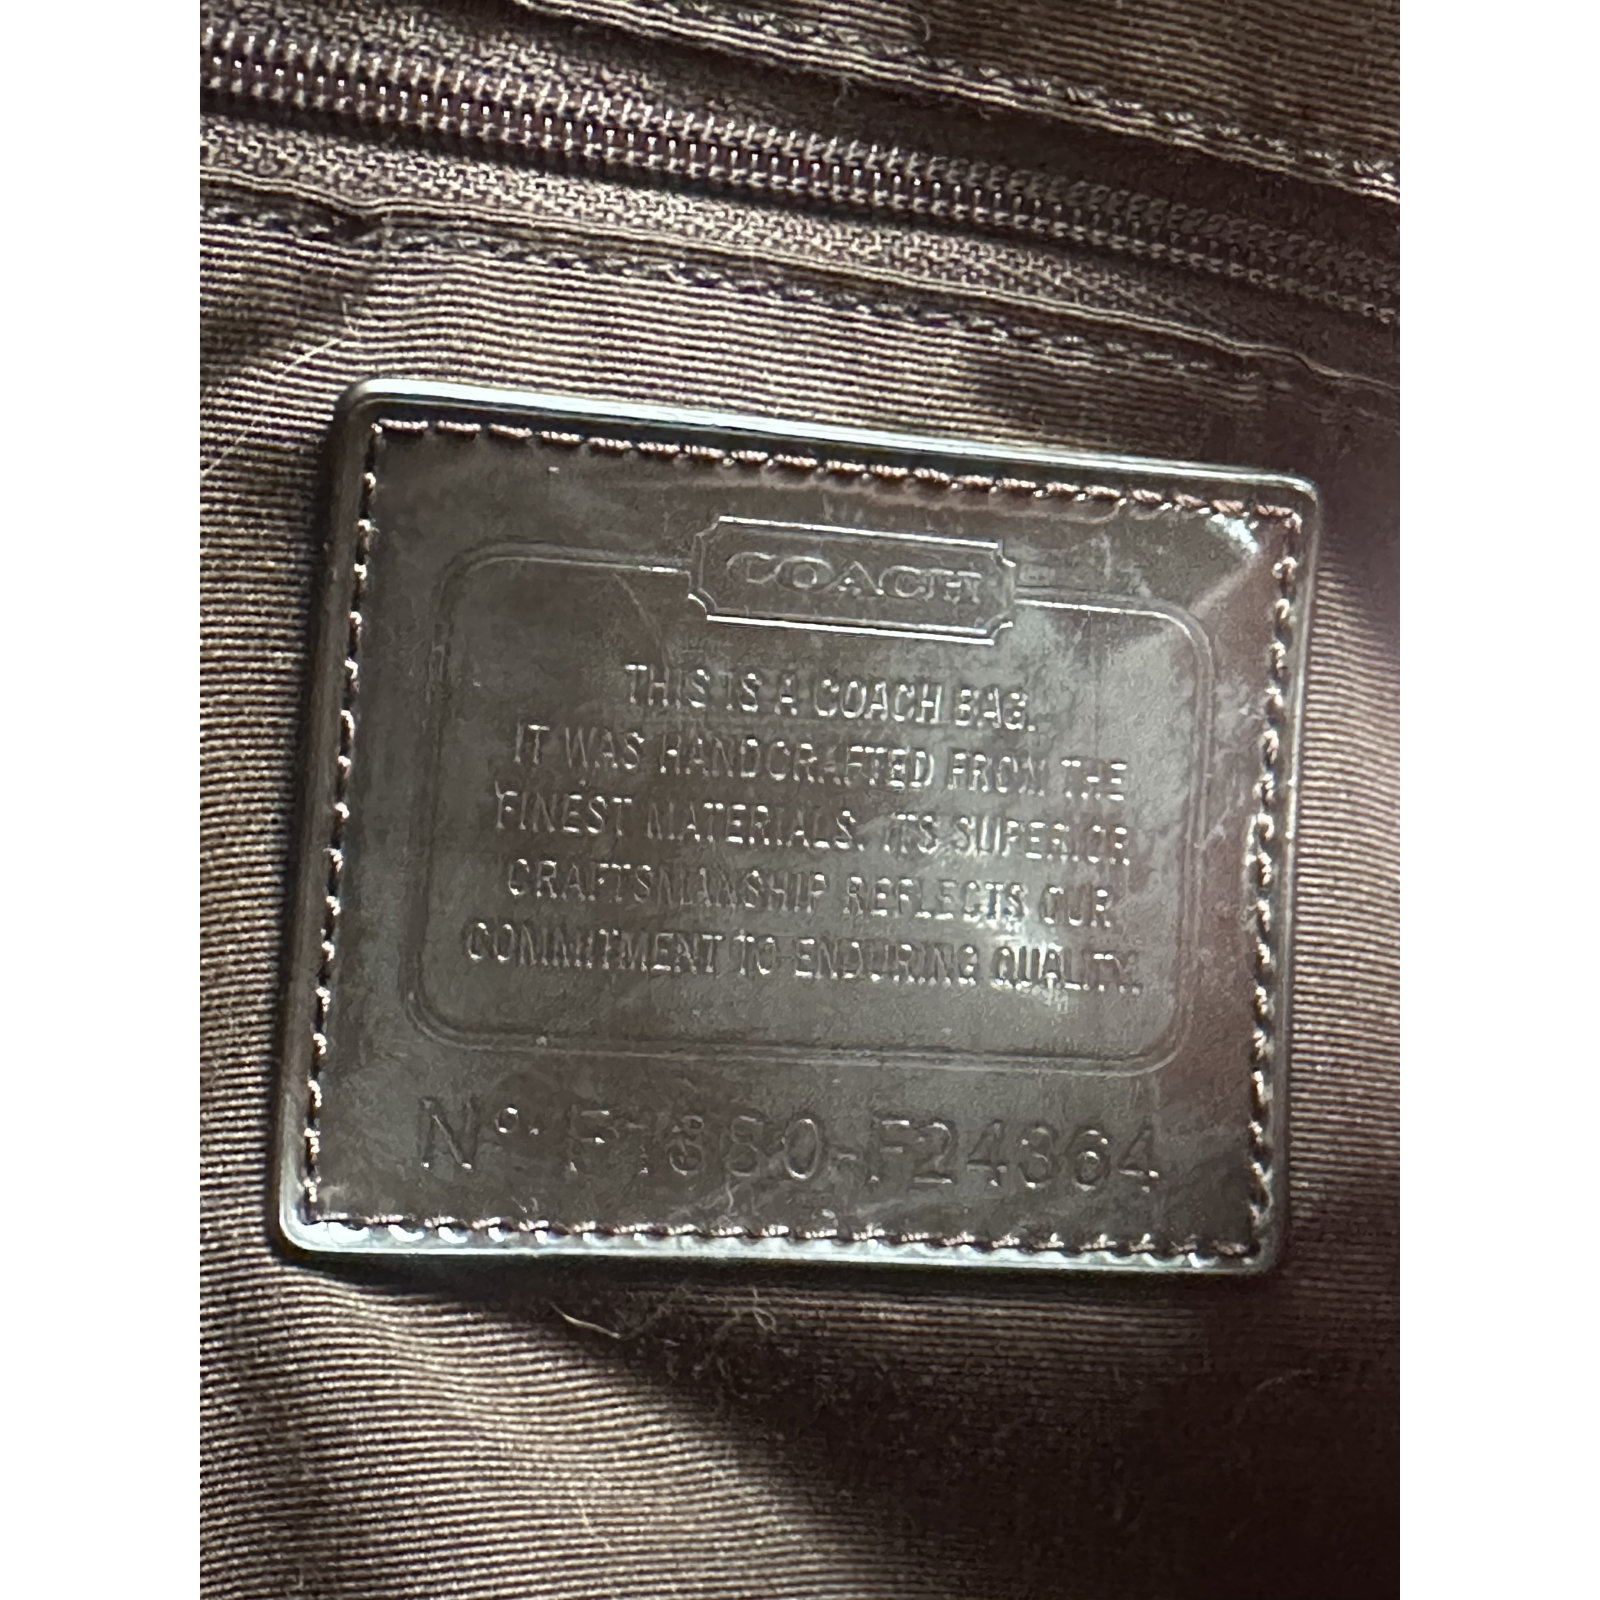 COACH
THIS IS A COACH BAG.
IT WAS HANDCRAFTED FROM THE
FINEST MATERIALS. ITS SUPERIOR
CRAFTSMANSHIP REFLECTS OUR
COMMITMENT TO ENDURING QUALITY.
Nº F1380-F24364